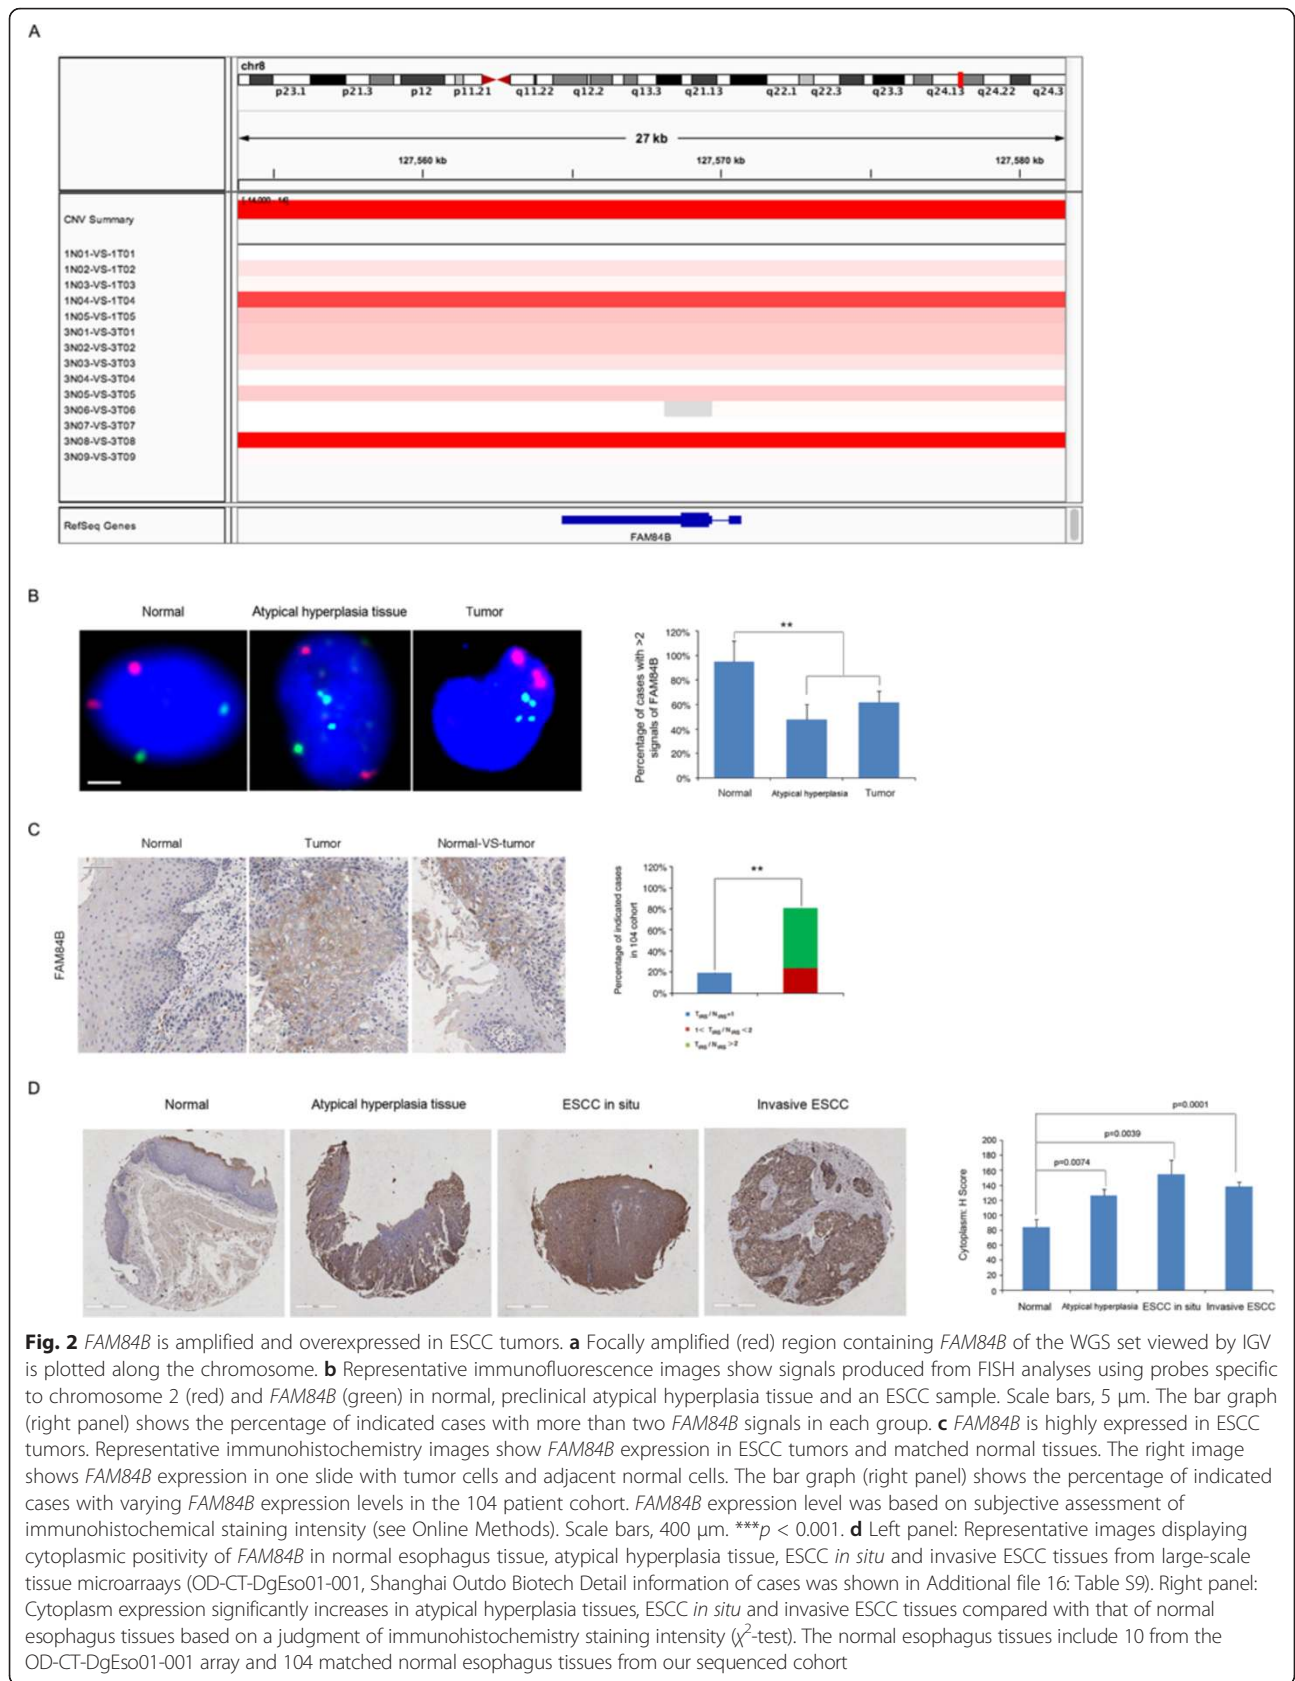 A
chr8
p23.1 p21.3 p12 p11.21 q11.22 q12.2 q13.3 q21.13 q22.1 q22.3 q23.3 q24.13 q24.22 q24.3
27 kb
127,560 kb 127,570 kb 127,580 kb
CNV Summary
1N01-VS-1T01
1N02-VS-1T02
1N03-VS-1T03
1N04-VS-1T04
1N05-VS-1T05
3N01-VS-3T01
3N02-VS-3T02
3N03-VS-3T03
3N04-VS-3T04
3N05-VS-3T05
3N06-VS-3T06
3N07-VS-3T07
3N08-VS-3T08
3N09-VS-3T09
RefSeq Genes
FAM84B
B
Normal Atypical hyperplasia tissue Tumor
Percentage of cases with >2
signals of FAM84B
120%
100%
80%
60%
40%
20%
0%
**
Normal Atypical hyperplasia Tumor
C
Normal Tumor Normal-VS-tumor
FAM84B
Percentage of indicated cases
in 104 cohort
120%
100%
80%
60%
40%
20%
0%
**
T_IRS / N_IRS =1
1< T_IRS / N_IRS <2
T_IRS / N_IRS >2
D
Normal Atypical hyperplasia tissue ESCC in situ Invasive ESCC
Cytoplasm: H Score
200
180
160
140
120
100
80
60
40
20
0
p=0.0001
p=0.0039
p=0.0074
Normal Atypical hyperplasia ESCC in situ Invasive ESCC
Fig. 2 FAM84B is amplified and overexpressed in ESCC tumors. a Focally amplified (red) region containing FAM84B of the WGS set viewed by IGV
is plotted along the chromosome. b Representative immunofluorescence images show signals produced from FISH analyses using probes specific
to chromosome 2 (red) and FAM84B (green) in normal, preclinical atypical hyperplasia tissue and an ESCC sample. Scale bars, 5 μm. The bar graph
(right panel) shows the percentage of indicated cases with more than two FAM84B signals in each group. c FAM84B is highly expressed in ESCC
tumors. Representative immunohistochemistry images show FAM84B expression in ESCC tumors and matched normal tissues. The right image
shows FAM84B expression in one slide with tumor cells and adjacent normal cells. The bar graph (right panel) shows the percentage of indicated
cases with varying FAM84B expression levels in the 104 patient cohort. FAM84B expression level was based on subjective assessment of
immunohistochemical staining intensity (see Online Methods). Scale bars, 400 μm. ***p < 0.001. d Left panel: Representative images displaying
cytoplasmic positivity of FAM84B in normal esophagus tissue, atypical hyperplasia tissue, ESCC in situ and invasive ESCC tissues from large-scale
tissue microarraays (OD-CT-DgEso01-001, Shanghai Outdo Biotech Detail information of cases was shown in Additional file 16: Table S9). Right panel:
Cytoplasm expression significantly increases in atypical hyperplasia tissues, ESCC in situ and invasive ESCC tissues compared with that of normal
esophagus tissues based on a judgment of immunohistochemistry staining intensity (χ²-test). The normal esophagus tissues include 10 from the
OD-CT-DgEso01-001 array and 104 matched normal esophagus tissues from our sequenced cohort